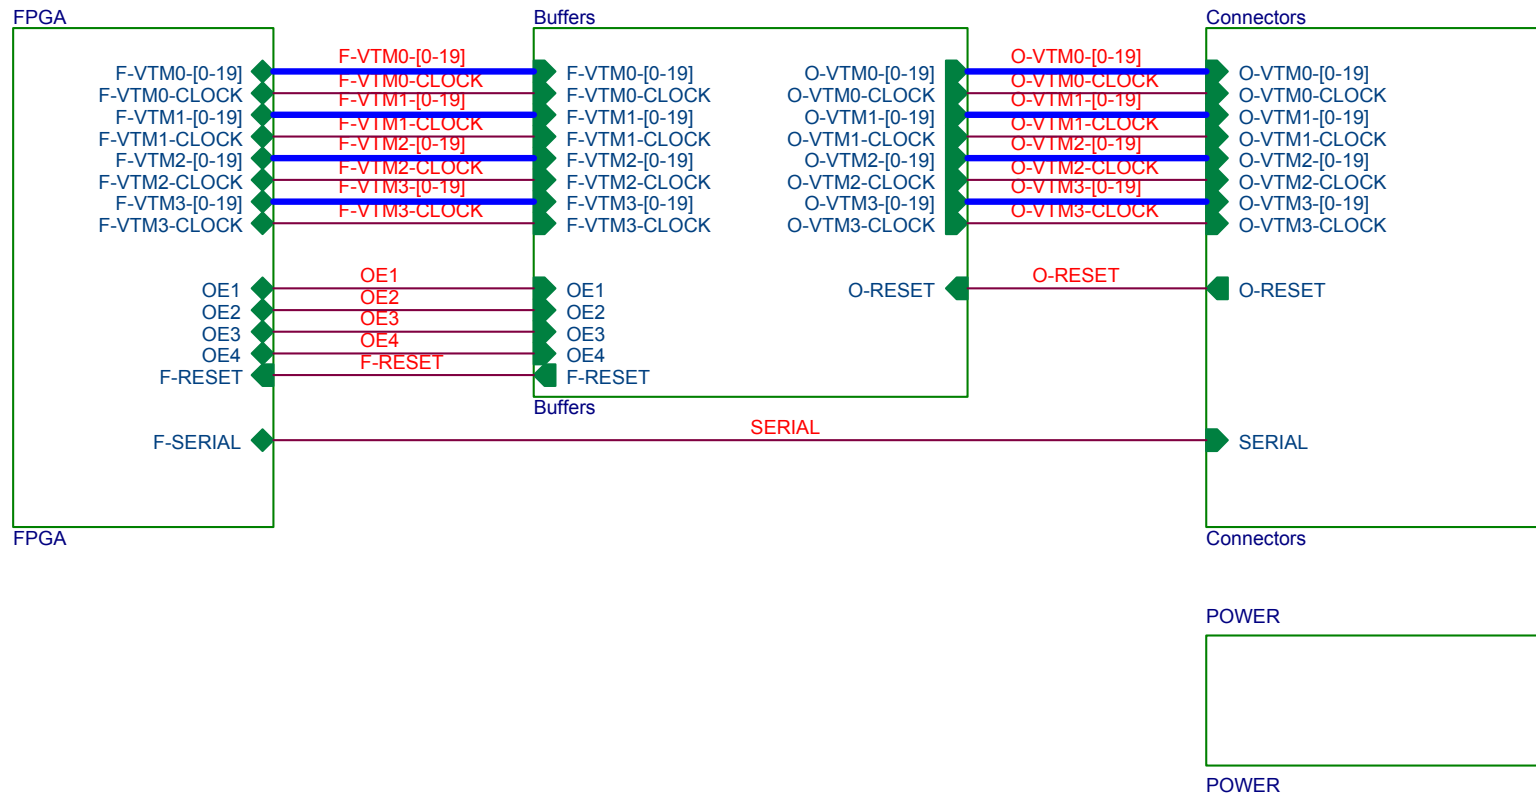 FPGA
Buffers
Connectors
F-VTM0-[0-19]
F-VTM0-[0-19]
F-VTM0-[0-19]
O-VTM0-[0-19]
O-VTM0-[0-19]
O-VTM0-[0-19]
F-VTM0-CLOCK
F-VTM0-CLOCK
F-VTM0-CLOCK
O-VTM0-CLOCK
O-VTM0-CLOCK
O-VTM0-CLOCK
F-VTM1-[0-19]
F-VTM1-[0-19]
F-VTM1-[0-19]
O-VTM1-[0-19]
O-VTM1-[0-19]
O-VTM1-[0-19]
F-VTM1-CLOCK
F-VTM1-CLOCK
F-VTM1-CLOCK
O-VTM1-CLOCK
O-VTM1-CLOCK
O-VTM1-CLOCK
F-VTM2-[0-19]
F-VTM2-[0-19]
F-VTM2-[0-19]
O-VTM2-[0-19]
O-VTM2-[0-19]
O-VTM2-[0-19]
F-VTM2-CLOCK
F-VTM2-CLOCK
F-VTM2-CLOCK
O-VTM2-CLOCK
O-VTM2-CLOCK
O-VTM2-CLOCK
F-VTM3-[0-19]
F-VTM3-[0-19]
F-VTM3-[0-19]
O-VTM3-[0-19]
O-VTM3-[0-19]
O-VTM3-[0-19]
F-VTM3-CLOCK
F-VTM3-CLOCK
F-VTM3-CLOCK
O-VTM3-CLOCK
O-VTM3-CLOCK
O-VTM3-CLOCK
OE1
OE1
OE1
O-RESET
O-RESET
O-RESET
OE2
OE2
OE2
OE3
OE3
OE3
OE4
OE4
OE4
F-RESET
F-RESET
F-RESET
Buffers
F-SERIAL
SERIAL
SERIAL
FPGA
Connectors
POWER
POWER